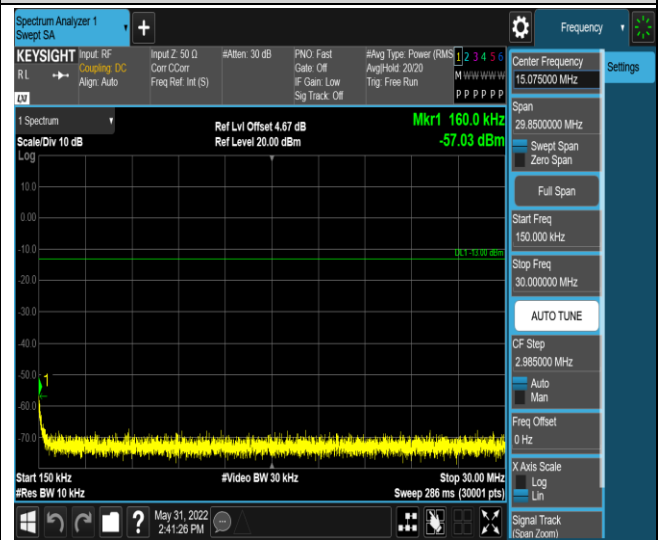 Spectrum Analyzer 1
Swept SA
Frequency
KEYSIGHT
RL
LXI
Input: RF
Coupling: DC
Align: Auto
Input Z: 50 Ω
Corr CCorr
Freq Ref: Int (S)
#Atten: 30 dB
PNO: Fast
Gate: Off
IF Gain: Low
Sig Track: Off
#Avg Type: Power (RMS
Avg|Hold: 20/20
Trig: Free Run
1 2 3 4 5 6
M W W W W W
P P P P P P
1 Spectrum
Scale/Div 10 dB
Log
Ref Lvl Offset 4.67 dB
Ref Level 20.00 dBm
Mkr1 160.0 kHz
-57.03 dBm
10.0
0.00
-10.0
DL1 -13.00 dBm
-20.0
-30.0
-40.0
-50.0
1
-60.0
-70.0
Start 150 kHz
#Res BW 10 kHz
#Video BW 30 kHz
Stop 30.00 MHz
Sweep 286 ms (30001 pts)
May 31, 2022
2:41:26 PM
Center Frequency
15.075000 MHz
Span
29.8500000 MHz
Swept Span
Zero Span
Full Span
Start Freq
150.000 kHz
Stop Freq
30.000000 MHz
AUTO TUNE
CF Step
2.985000 MHz
Auto
Man
Freq Offset
0 Hz
X Axis Scale
Log
Lin
Signal Track
(Span Zoom)
Settings